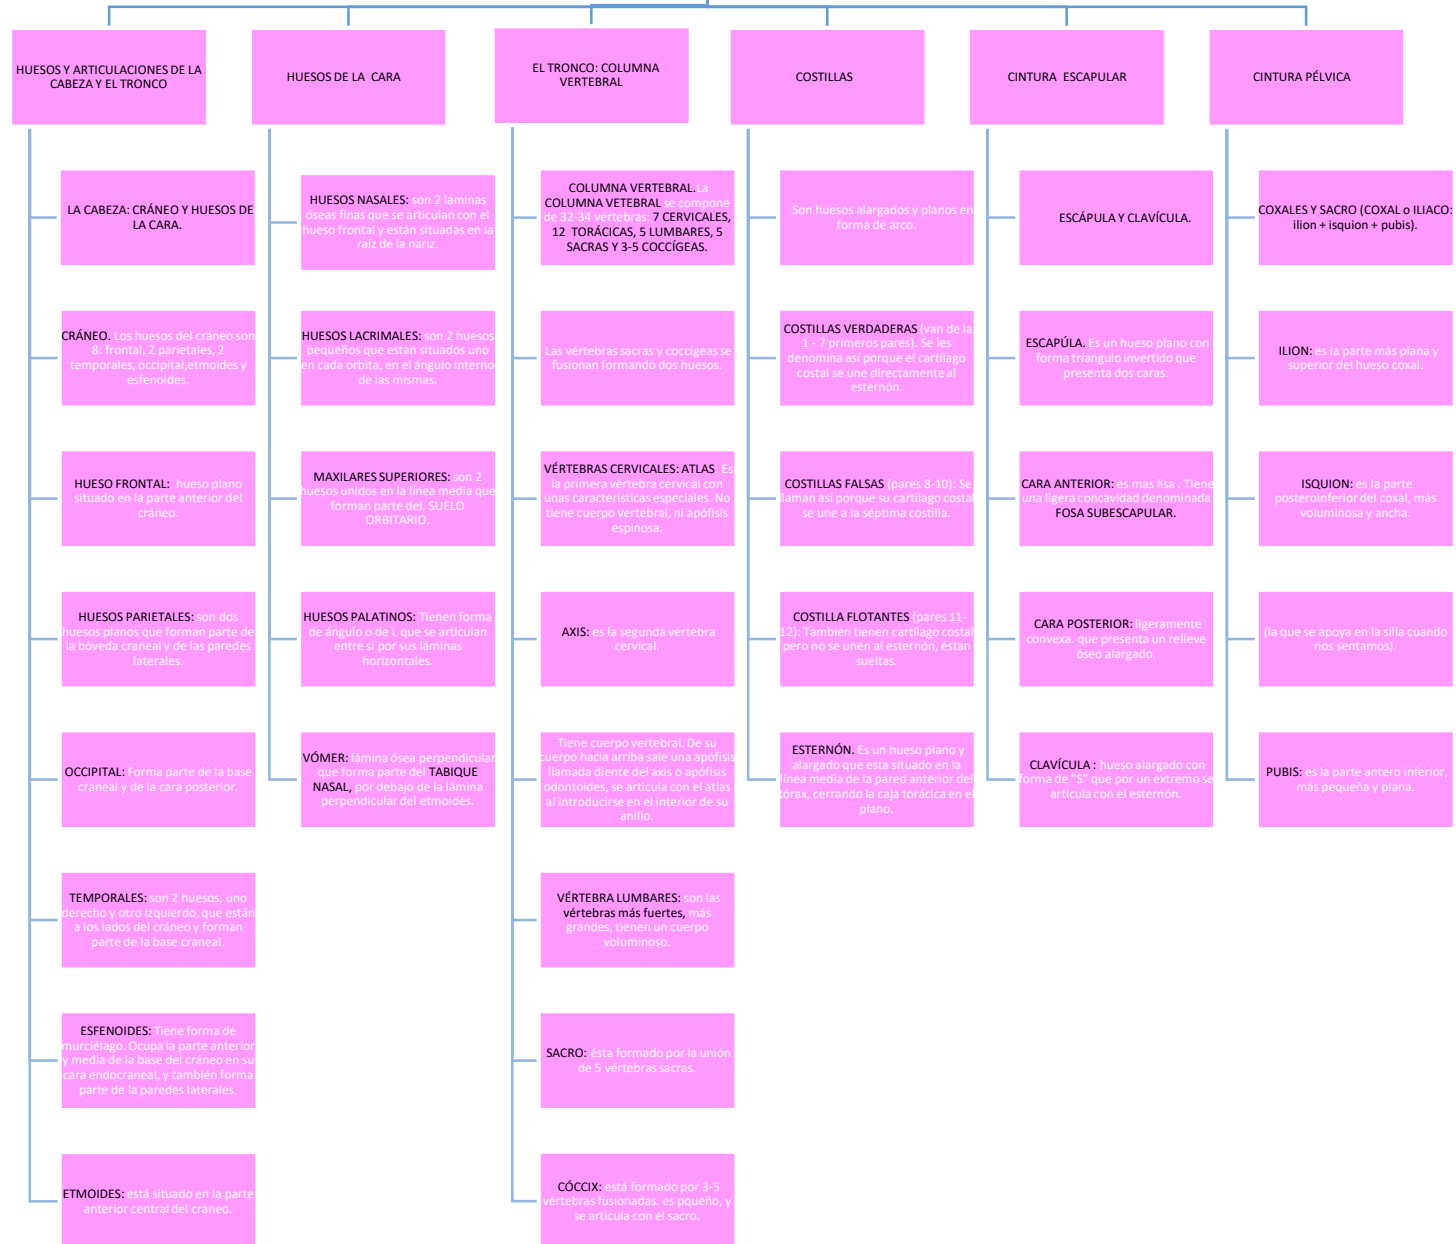 HUESOS Y ARTICULACIONES DE LA
CABEZA Y EL TRONCO
LA CABEZA: CRÁNEO Y HUESOS DE
LA CARA.
CRÁNEO. Los huesos del cráneo son
8: frontal, 2 parietales, 2
temporales, occipital,etmoides y
esfenoides.
HUESO FRONTAL: hueso plano
situado en la parte anterior del
cráneo.
HUESOS PARIETALES: son dos
huesos planos que forman parte de
la bóveda craneal y de las paredes
laterales.
OCCIPITAL: Forma parte de la base
craneal y de la cara posterior.
TEMPORALES: son 2 huesos, uno
derecho y otro izquierdo, que están
a los lados del cráneo y forman
parte de la base craneal.
ESFENOIDES: Tiene forma de
murciélago. Ocupa la parte anterior
y media de la base del cráneo en su
cara endocraneal, y también forma
parte de la paredes laterales.
ETMOIDES: está situado en la parte
anterior central del cráneo.
HUESOS DE LA CARA
HUESOS NASALES: son 2 láminas
óseas finas que se articulan con el
hueso frontal y están situadas en la
raíz de la nariz.
HUESOS LACRIMALES: son 2 huesos
pequeños que estan situados uno
en cada orbita, en el ángulo interno
de las mismas.
MAXILARES SUPERIORES: son 2
huesos unidos en la línea media que
forman parte del. SUELO
ORBITARIO.
HUESOS PALATINOS: Tienen forma
de ángulo o de L que se articulan
entre sí por sus láminas
horizontales.
VÓMER: lámina ósea perpendicular
que forma parte del TABIQUE
NASAL, por debajo de la lámina
perpendicular del etmoides.
EL TRONCO: COLUMNA
VERTEBRAL
COLUMNA VERTEBRAL. La
COLUMNA VETEBRAL se compone
de 32-34 vértebras: 7 CERVICALES,
12 TORÁCICAS, 5 LUMBARES, 5
SACRAS Y 3-5 COCCÍGEAS.
Las vértebras sacras y coccígeas se
fusionan formando dos huesos.
VÉRTEBRAS CERVICALES: ATLAS. Es
la primera vértebra cervical con
unas características especiales. No
tiene cuerpo vertebral, ni apófisis
espinosa.
AXIS: es la segunda vértebra
cervical.
Tiene cuerpo vertebral. De su
cuerpo hacia arriba sale una apófisis
llamada diente del axis o apófisis
odontoides, se articula con el atlas
al introducirse en el interior de su
anillo.
VÉRTEBRA LUMBARES: son las
vértebras más fuertes, más
grandes, tienen un cuerpo
voluminoso.
SACRO: ésta formado por la unión
de 5 vértebras sacras.
CÓCCIX: está formado por 3-5
vértebras fusionadas. es pqueño, y
se articula con el sacro.
COSTILLAS
Son huesos alargados y planos en
forma de arco.
COSTILLAS VERDADERAS (van de la
1 - 7 primeros pares). Se les
denomina así porque el cartílago
costal se une directamente al
esternón.
COSTILLAS FALSAS (pares 8-10): Se
llaman así porque su cartílago costal
se une a la séptima costilla.
COSTILLA FLOTANTES (pares 11-
12): También tienen cartílago costal
pero no se unen al esternón, éstan
sueltas.
ESTERNÓN. Es un hueso plano y
alargado que esta situado en la
línea media de la pared anterior del
tórax, cerrando la caja torácica en el
plano.
CINTURA ESCAPULAR
ESCÁPULA Y CLAVÍCULA.
ESCAPÚLA. Es un hueso plano con
forma tríangulo invertido que
presenta dos caras.
CARA ANTERIOR: es mas lisa . Tiene
una ligera concavidad denominada
FOSA SUBESCAPULAR.
CARA POSTERIOR: ligeramente
convexa. que presenta un relieve
óseo alargado.
CLAVÍCULA : hueso alargado con
forma de "S" que por un extremo se
articula con el esternón.
CINTURA PÉLVICA
COXALES Y SACRO (COXAL o ILIACO:
ilion + isquion + pubis).
ILION: es la parte más plana y
superior del hueso coxal.
ISQUION: es la parte
posteroinferior del coxal, más
voluminosa y ancha.
(la que se apoya en la silla cuando
nos sentamos).
PUBIS: es la parte antero inferior,
más pequeña y plana.